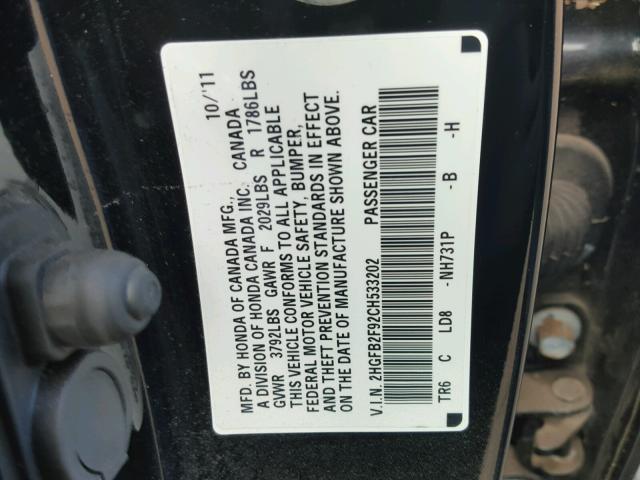 MFD. BY HONDA OF CANADA MFG., 10/'11
A DIVISION OF HONDA CANADA INC. CANADA
GVWR 3792LBS GAWR F 2029LBS R 1786LBS
THIS VEHICLE CONFORMS TO ALL APPLICABLE
FEDERAL MOTOR VEHICLE SAFETY, BUMPER,
AND THEFT PREVENTION STANDARDS IN EFFECT
ON THE DATE OF MANUFACTURE SHOWN ABOVE.
V.I.N. 2HGFB2F92CH533202 PASSENGER CAR
TR6 C LD8 -NH731P -B -H